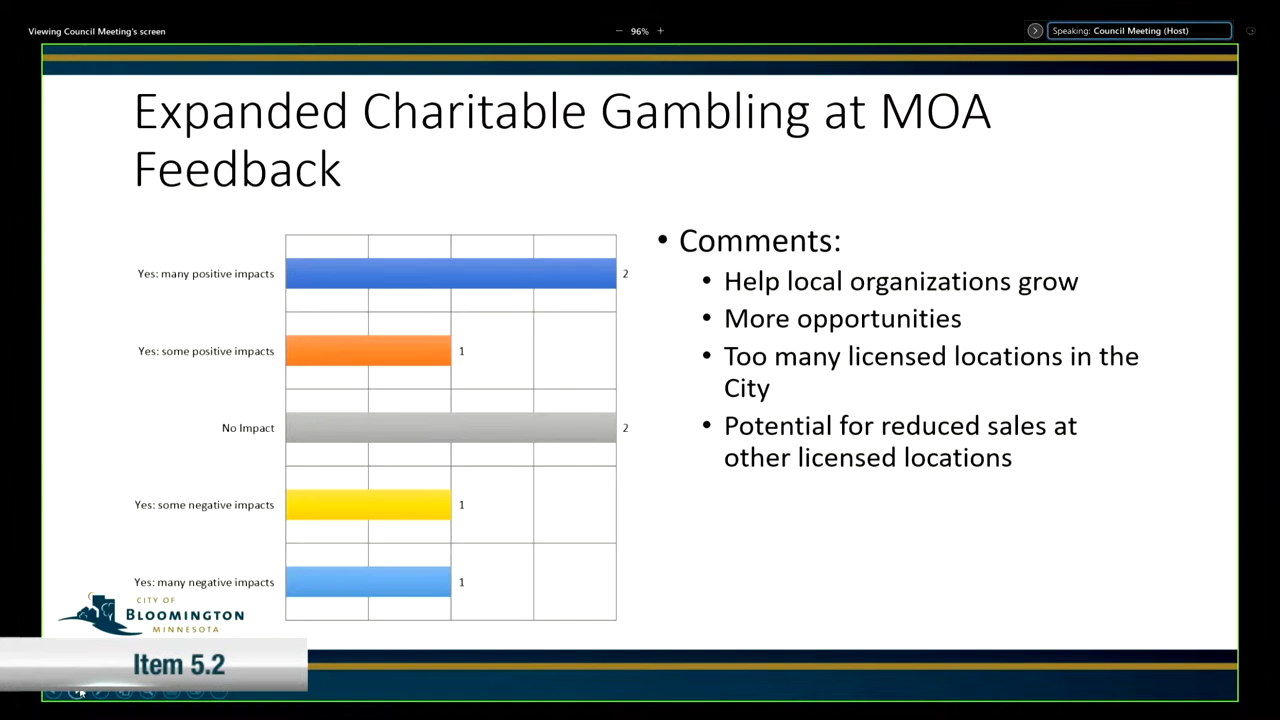 Viewing Council Meeting's screen
96%
Speaking: Council Meeting (Host)
Expanded Charitable Gambling at MOA
Feedback
Yes: many positive impacts
2
Yes: some positive impacts
1
No Impact
2
Yes: some negative impacts
1
Yes: many negative impacts
1
• Comments:
• Help local organizations grow
• More opportunities
• Too many licensed locations in the
City
• Potential for reduced sales at
other licensed locations
CITY OF
BLOOMINGTON
MINNESOTA
Item 5.2